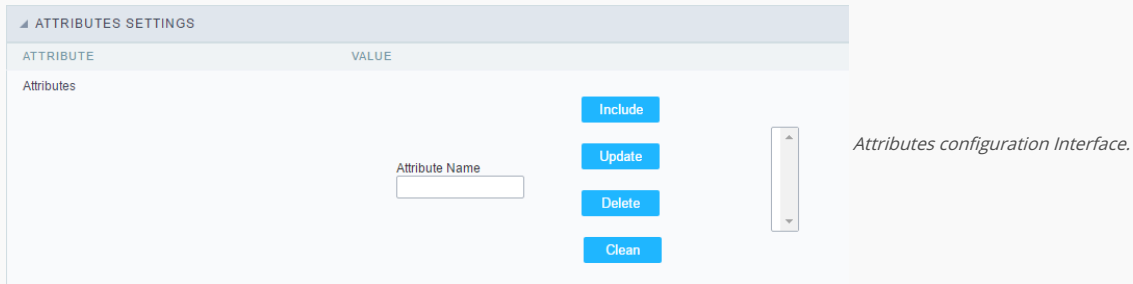 ATTRIBUTES SETTINGS
ATTRIBUTE VALUE
Attributes
Include
Attributes configuration Interface.
Update
Attribute Name
Delete
Clean